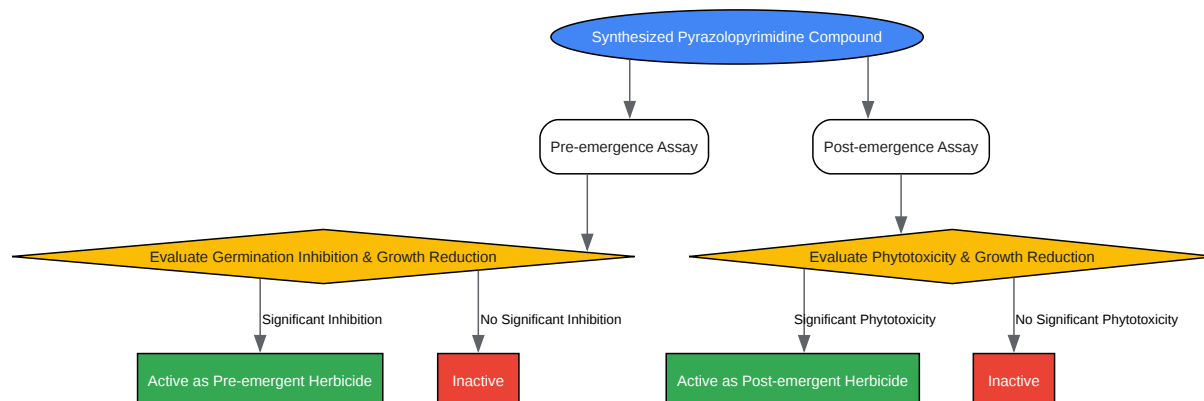 Synthesized Pyrazolopyrimidine Compound
Pre-emergence Assay
Post-emergence Assay
Evaluate Germination Inhibition & Growth Reduction
Evaluate Phytotoxicity & Growth Reduction
Significant Inhibition
No Significant Inhibition
Significant Phytotoxicity
No Significant Phytotoxicity
Active as Pre-emergent Herbicide
Inactive
Active as Post-emergent Herbicide
Inactive